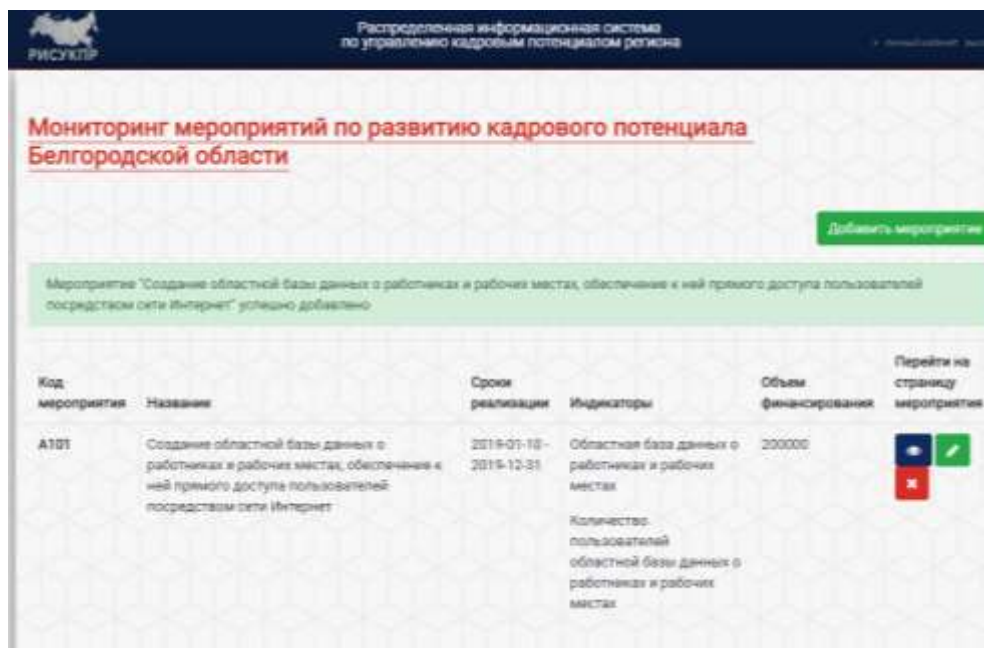 РИСУКПР
Распределенная информационная система
по управлению кадровым потенциалом региона
личный кабинет
Мониторинг мероприятий по развитию кадрового потенциала
Белгородской области
Добавить мероприятие
Мероприятие "Создание областной базы данных о работниках и рабочих местах, обеспечение к ней прямого доступа пользователей
посредством сети Интернет" успешно добавлено
Код
мероприятия
Название
Сроки
реализации
Индикаторы
Объем
финансирования
Перейти на
страницу
мероприятия
A101
Создание областной базы данных о
работниках и рабочих местах, обеспечение к
ней прямого доступа пользователей
посредством сети Интернет
2019-01-10 -
2019-12-31
Областная база данных о
работниках и рабочих
местах
Количество
пользователей
областной базы данных о
работниках и рабочих
местах
200000